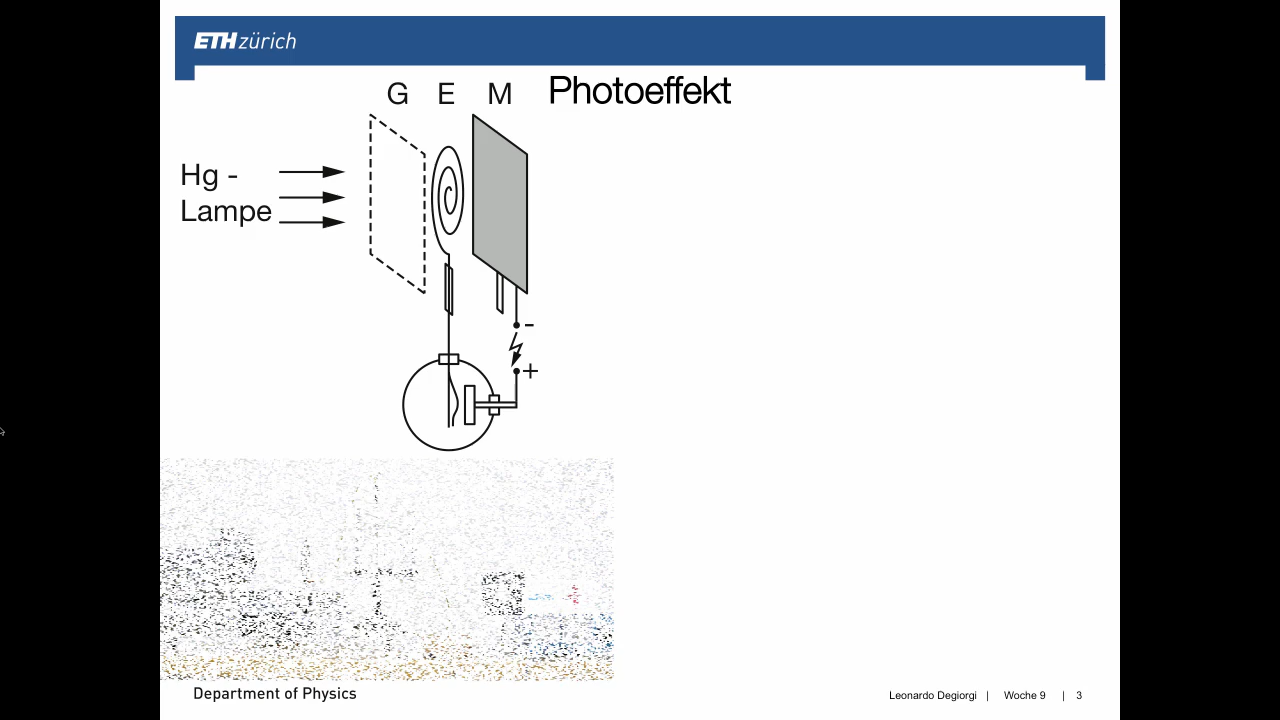 ETH zürich
G E M Photoeffekt
Hg -
Lampe
-
+
Department of Physics
Leonardo Degiorgi | Woche 9 | 3